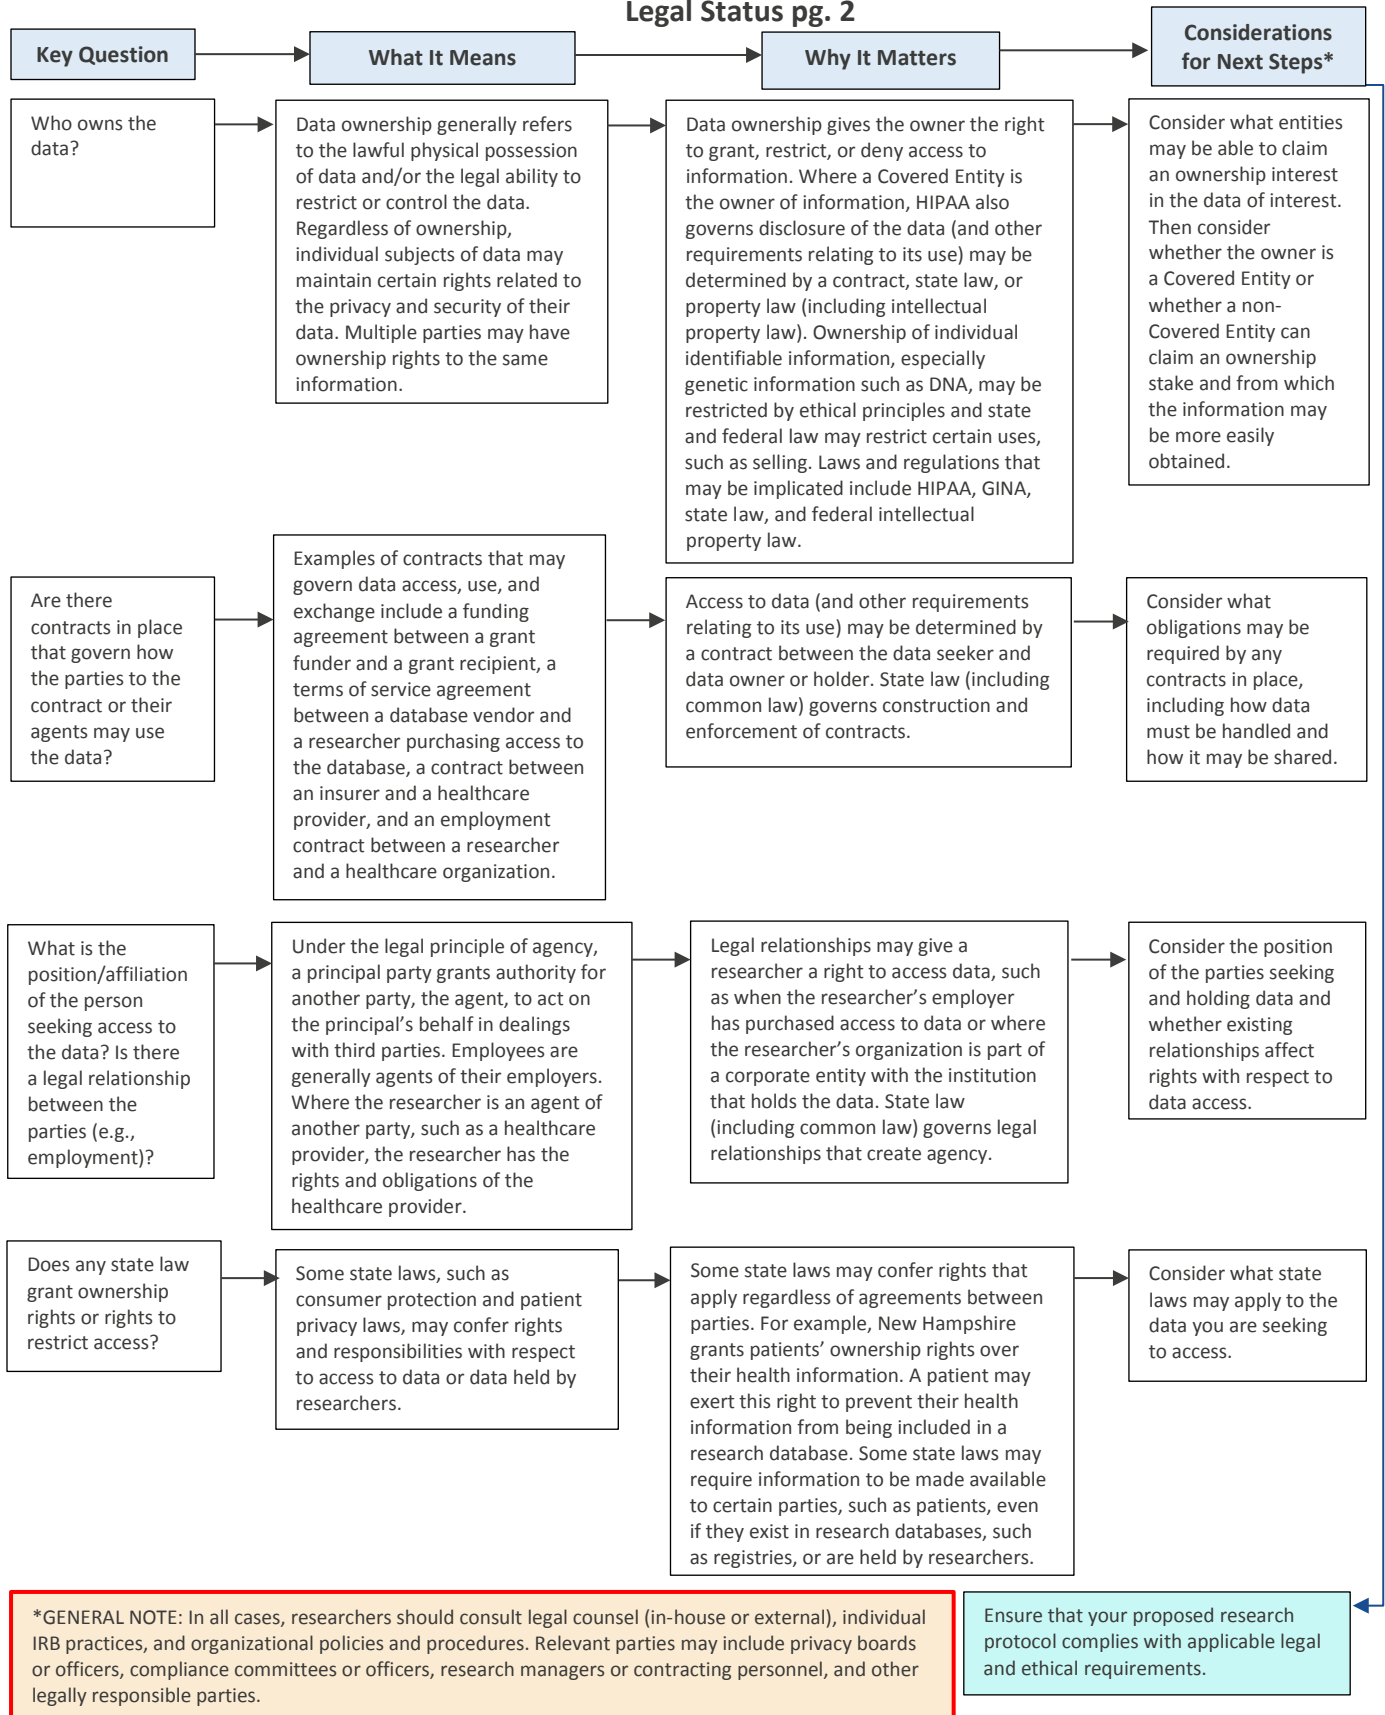 Legal Status pg. 2
Key Question
What It Means
Why It Matters
Considerations
for Next Steps*
Who owns the
data?
Data ownership generally refers
to the lawful physical possession
of data and/or the legal ability to
restrict or control the data.
Regardless of ownership,
individual subjects of data may
maintain certain rights related to
the privacy and security of their
data. Multiple parties may have
ownership rights to the same
information.
Data ownership gives the owner the right
to grant, restrict, or deny access to
information. Where a Covered Entity is
the owner of information, HIPAA also
governs disclosure of the data (and other
requirements relating to its use) may be
determined by a contract, state law, or
property law (including intellectual
property law). Ownership of individual
identifiable information, especially
genetic information such as DNA, may be
restricted by ethical principles and state
and federal law may restrict certain uses,
such as selling. Laws and regulations that
may be implicated include HIPAA, GINA,
state law, and federal intellectual
property law.
Consider what entities
may be able to claim
an ownership interest
in the data of interest.
Then consider
whether the owner is
a Covered Entity or
whether a non-
Covered Entity can
claim an ownership
stake and from which
the information may
be more easily
obtained.
Are there
contracts in place
that govern how
the parties to the
contract or their
agents may use
the data?
Examples of contracts that may
govern data access, use, and
exchange include a funding
agreement between a grant
funder and a grant recipient, a
terms of service agreement
between a database vendor and
a researcher purchasing access to
the database, a contract between
an insurer and a healthcare
provider, and an employment
contract between a researcher
and a healthcare organization.
Access to data (and other requirements
relating to its use) may be determined by
a contract between the data seeker and
data owner or holder. State law (including
common law) governs construction and
enforcement of contracts.
Consider what
obligations may be
required by any
contracts in place,
including how data
must be handled and
how it may be shared.
What is the
position/affiliation
of the person
seeking access to
the data? Is there
a legal relationship
between the
parties (e.g.,
employment)?
Under the legal principle of agency,
a principal party grants authority for
another party, the agent, to act on
the principal's behalf in dealings
with third parties. Employees are
generally agents of their employers.
Where the researcher is an agent of
another party, such as a healthcare
provider, the researcher has the
rights and obligations of the
healthcare provider.
Legal relationships may give a
researcher a right to access data, such
as when the researcher's employer
has purchased access to data or where
the researcher's organization is part of
a corporate entity with the institution
that holds the data. State law
(including common law) governs legal
relationships that create agency.
Consider the position
of the parties seeking
and holding data and
whether existing
relationships affect
rights with respect to
data access.
Does any state law
grant ownership
rights or rights to
restrict access?
Some state laws, such as
consumer protection and patient
privacy laws, may confer rights
and responsibilities with respect
to access to data or data held by
researchers.
Some state laws may confer rights that
apply regardless of agreements between
parties. For example, New Hampshire
grants patients' ownership rights over
their health information. A patient may
exert this right to prevent their health
information from being included in a
research database. Some state laws may
require information to be made available
to certain parties, such as patients, even
if they exist in research databases, such
as registries, or are held by researchers.
Consider what state
laws may apply to the
data you are seeking
to access.
*GENERAL NOTE: In all cases, researchers should consult legal counsel (in-house or external), individual
IRB practices, and organizational policies and procedures. Relevant parties may include privacy boards
or officers, compliance committees or officers, research managers or contracting personnel, and other
legally responsible parties.
Ensure that your proposed research
protocol complies with applicable legal
and ethical requirements.